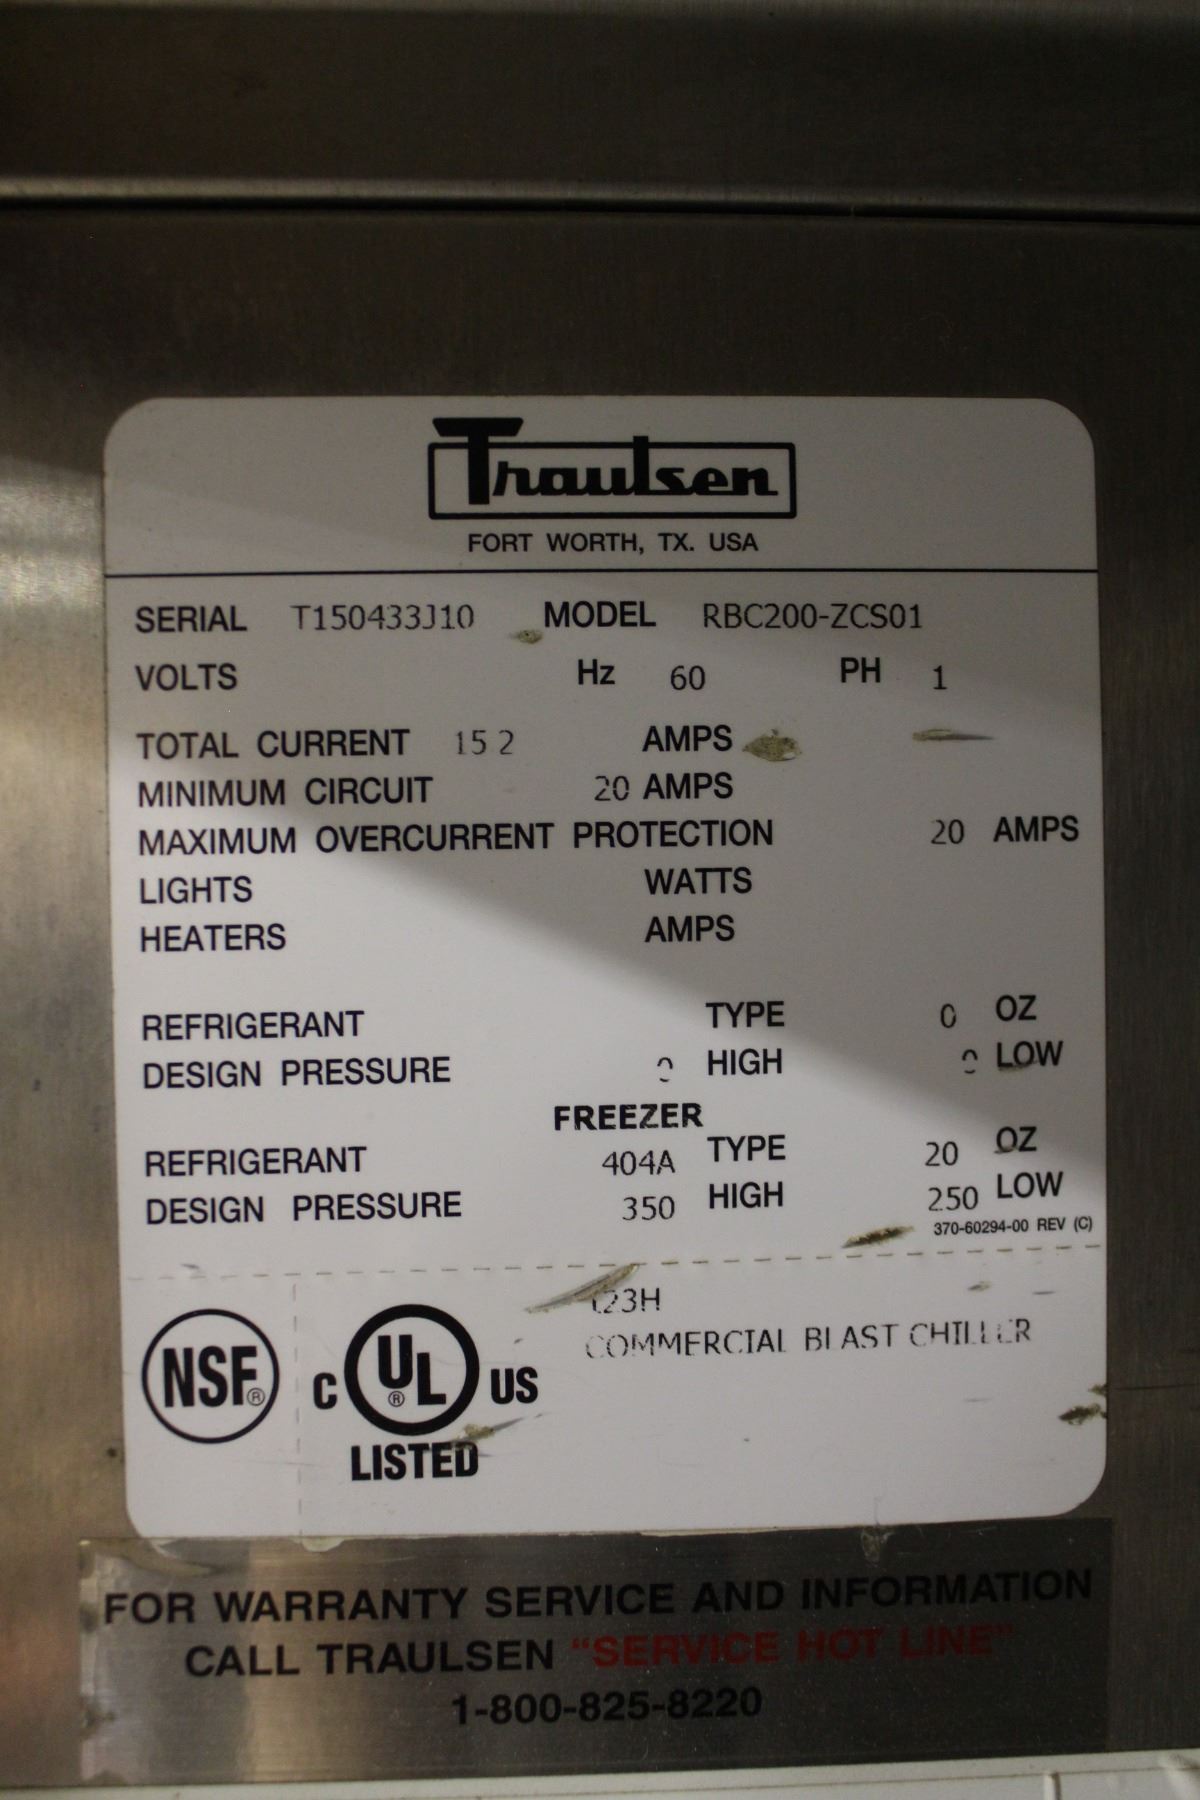 Traulsen
FORT WORTH, TX. USA
SERIAL T150433J10 MODEL RBC200-ZCS01
VOLTS Hz 60 PH 1
TOTAL CURRENT 15 2 AMPS
MINIMUM CIRCUIT 20 AMPS
MAXIMUM OVERCURRENT PROTECTION 20 AMPS
LIGHTS WATTS
HEATERS AMPS
REFRIGERANT TYPE 0 OZ
DESIGN PRESSURE 0 HIGH 0 LOW
FREEZER
REFRIGERANT 404A TYPE 20 OZ
DESIGN PRESSURE 350 HIGH 250 LOW
370-60294-00 REV (C)
NSF®
C UL® US
LISTED
COMMERCIAL BLAST CHILLER
FOR WARRANTY SERVICE AND INFORMATION
CALL TRAULSEN "SERVICE HOT LINE"
1-800-825-8220